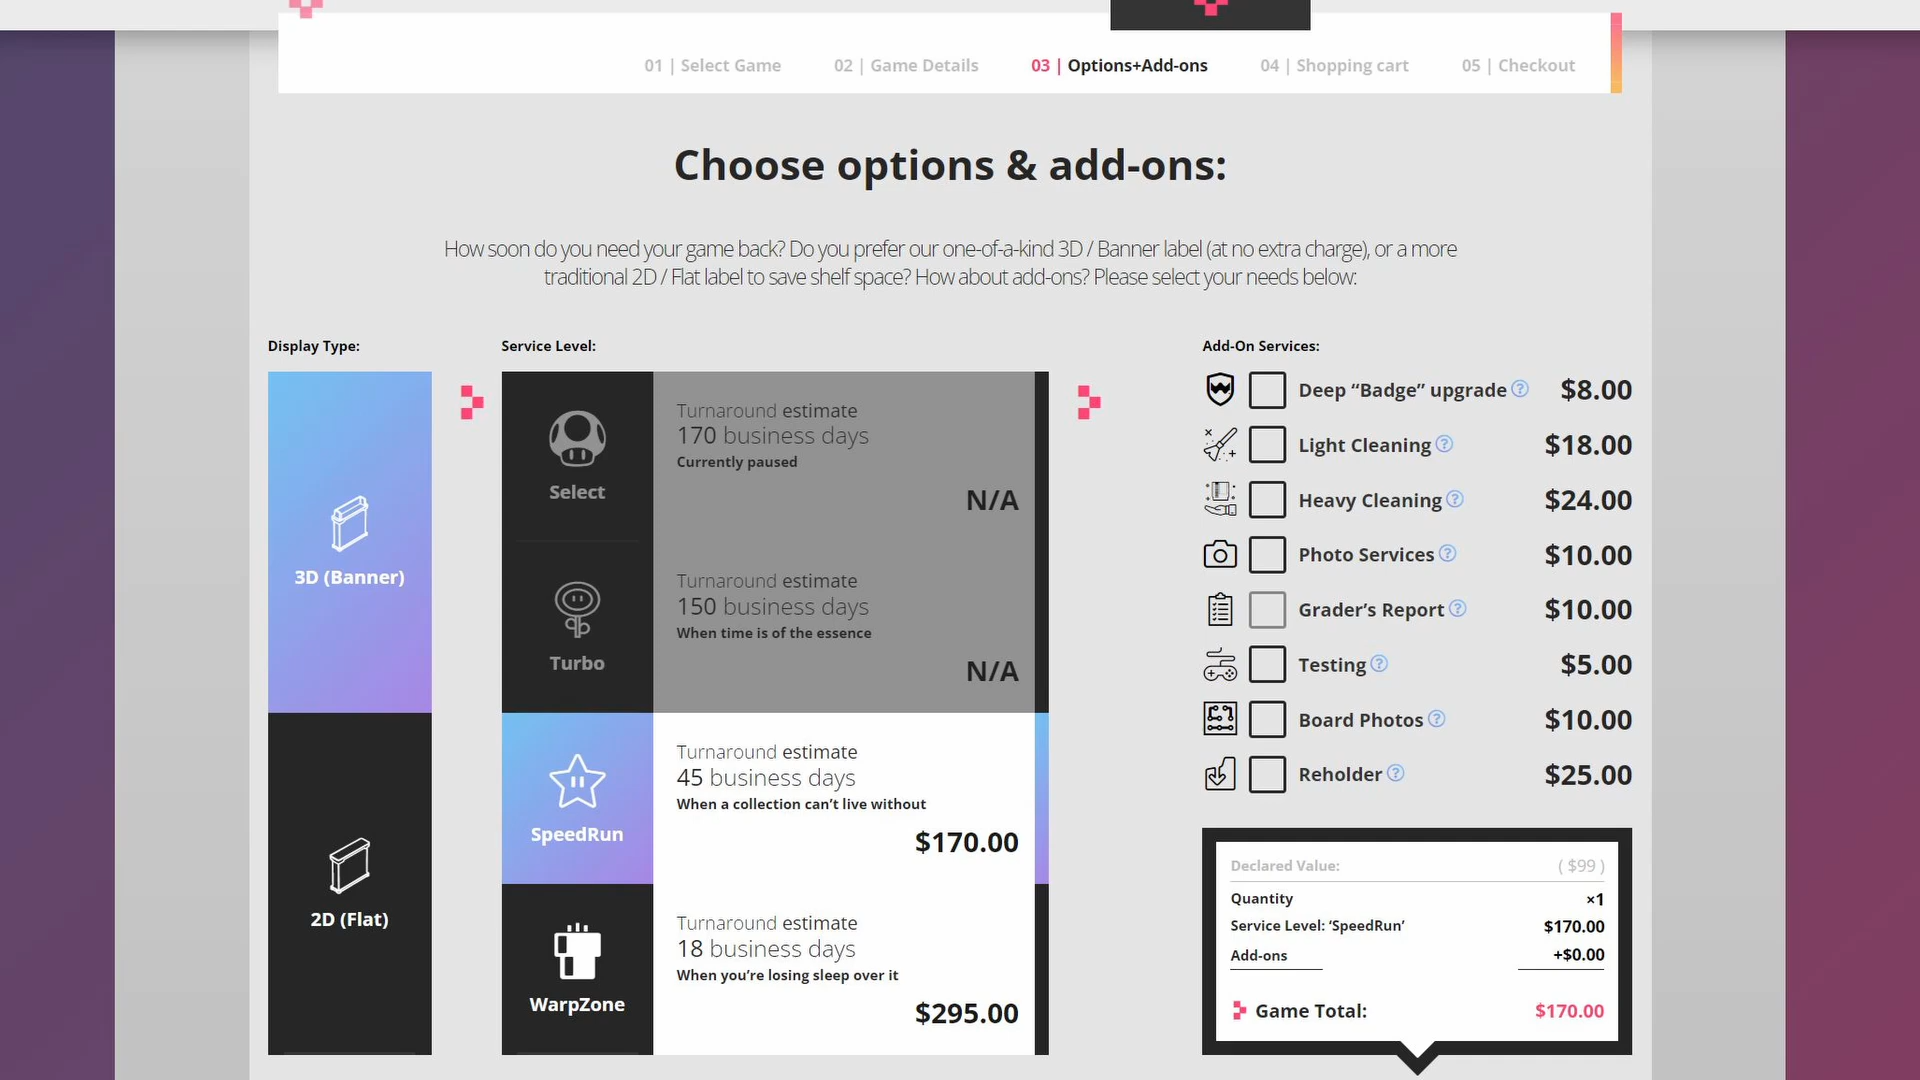 01 | Select Game
02 | Game Details
03 | Options+Add-ons
04 | Shopping cart
05 | Checkout
Choose options & add-ons:
How soon do you need your game back? Do you prefer our one-of-a-kind 3D / Banner label (at no extra charge), or a more
traditional 2D / Flat label to save shelf space? How about add-ons? Please select your needs below:
Display Type:
3D (Banner)
2D (Flat)
Service Level:
Select
Turnaround estimate
170 business days
Currently paused
N/A
Turbo
Turnaround estimate
150 business days
When time is of the essence
N/A
SpeedRun
Turnaround estimate
45 business days
When a collection can’t live without
$170.00
WarpZone
Turnaround estimate
18 business days
When you’re losing sleep over it
$295.00
Add-On Services:
Deep “Badge” upgrade ? $8.00
Light Cleaning ? $18.00
Heavy Cleaning ? $24.00
Photo Services ? $10.00
Grader’s Report ? $10.00
Testing ? $5.00
Board Photos ? $10.00
Reholder ? $25.00
Declared Value: ( $99 )
Quantity ×1
Service Level: ‘SpeedRun’ $170.00
Add-ons +$0.00
Game Total: $170.00